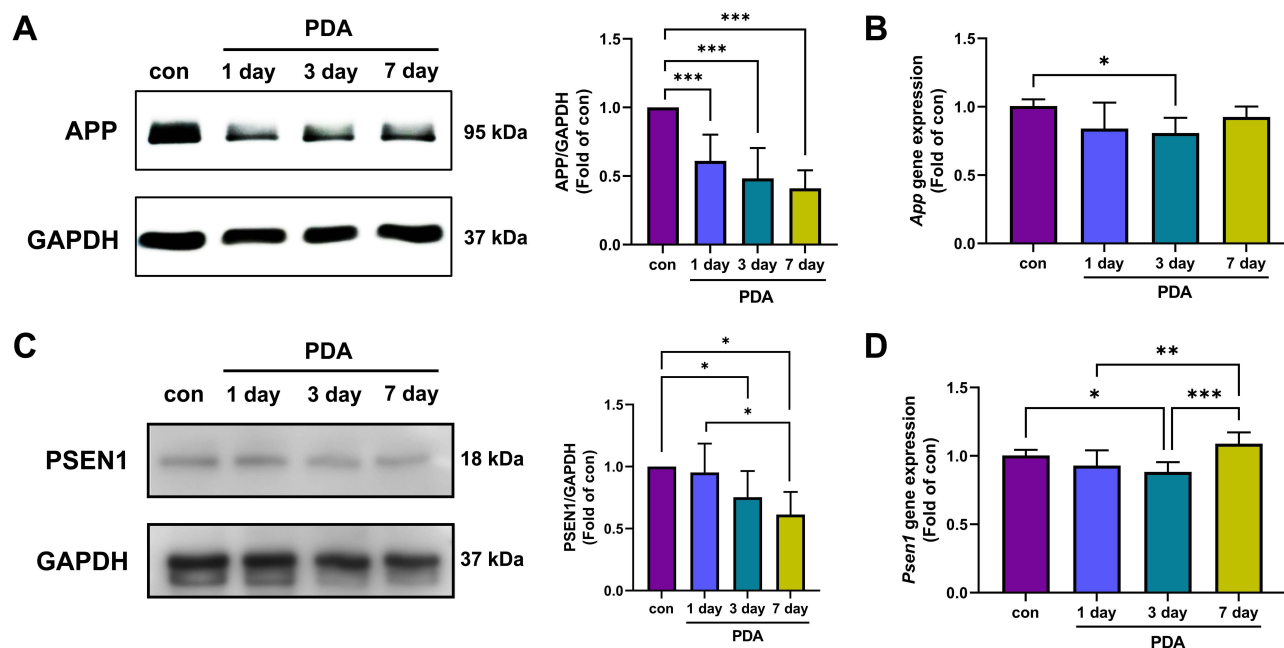 A
PDA
con 1 day 3 day 7 day
APP
95 kDa
GAPDH
37 kDa
APP/GAPDH
(Fold of con)
1.5
1.0
0.5
0.0
***
***
***
con 1 day 3 day 7 day
PDA
B
App gene expression
(Fold of con)
1.5
1.0
0.5
0.0
*
con 1 day 3 day 7 day
PDA
C
PDA
con 1 day 3 day 7 day
PSEN1
18 kDa
GAPDH
37 kDa
PSEN1/GAPDH
(Fold of con)
1.5
1.0
0.5
0.0
*
*
*
con 1 day 3 day 7 day
PDA
D
Psen1 gene expression
(Fold of con)
1.5
1.0
0.5
0.0
**
* ***
con 1 day 3 day 7 day
PDA